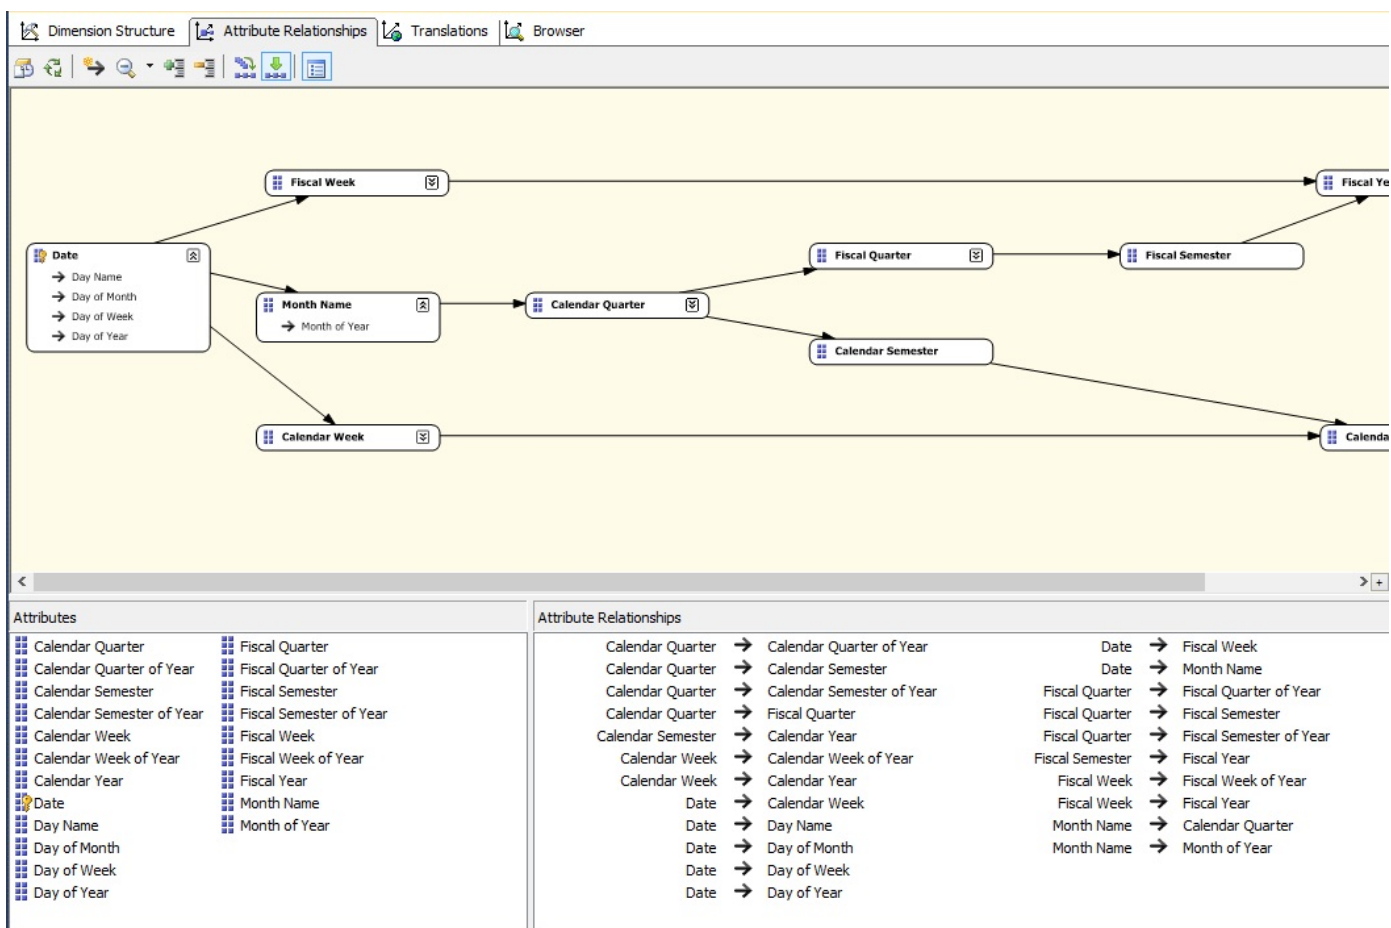 Dimension Structure Attribute Relationships Translations Browser
Fiscal Week Fiscal Ye
Date
Day Name
Day of Month
Day of Week
Day of Year
Month Name
Month of Year
Calendar Quarter
Fiscal Quarter Fiscal Semester
Calendar Semester
Calendar Week Calenda
Attributes
Calendar Quarter Fiscal Quarter
Calendar Quarter of Year Fiscal Quarter of Year
Calendar Semester Fiscal Semester
Calendar Semester of Year Fiscal Semester of Year
Calendar Week Fiscal Week
Calendar Week of Year Fiscal Week of Year
Calendar Year Fiscal Year
Date Month Name
Day Name Month of Year
Day of Month
Day of Week
Day of Year
Attribute Relationships
Calendar Quarter → Calendar Quarter of Year Date → Fiscal Week
Calendar Quarter → Calendar Semester Date → Month Name
Calendar Quarter → Calendar Semester of Year Fiscal Quarter → Fiscal Quarter of Year
Calendar Quarter → Fiscal Quarter Fiscal Quarter → Fiscal Semester
Calendar Semester → Calendar Year Fiscal Quarter → Fiscal Semester of Year
Calendar Week → Calendar Week of Year Fiscal Semester → Fiscal Year
Calendar Week → Calendar Year Fiscal Week → Fiscal Week of Year
Date → Calendar Week Fiscal Week → Fiscal Year
Date → Day Name Month Name → Calendar Quarter
Date → Day of Month Month Name → Month of Year
Date → Day of Week
Date → Day of Year